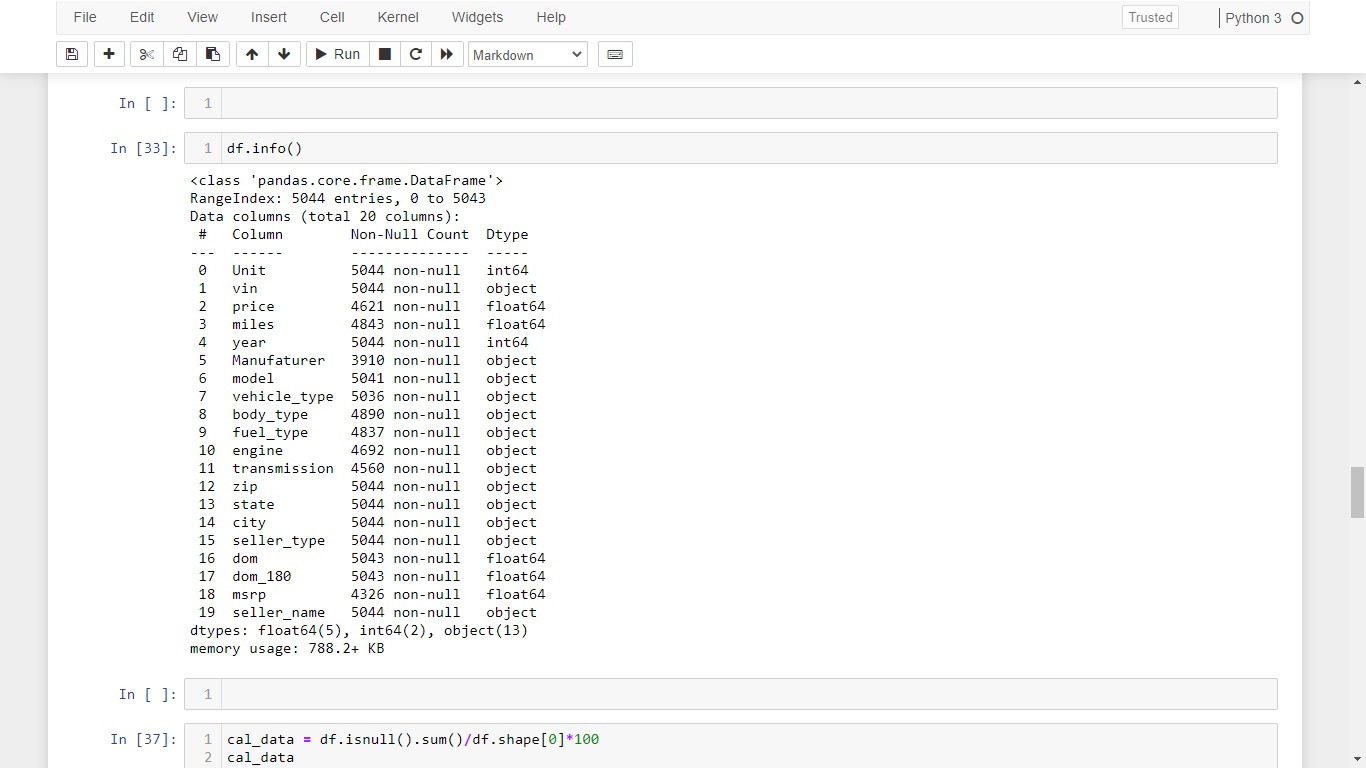 File Edit View Insert Cell Kernel Widgets Help Trusted Python 3
Run Markdown
In [ ]: 1
In [33]: 1 df.info()
<class 'pandas.core.frame.DataFrame'>
RangeIndex: 5044 entries, 0 to 5043
Data columns (total 20 columns):
# Column Non-Null Count Dtype
--- ------ -------------- -----
0 Unit 5044 non-null int64
1 vin 5044 non-null object
2 price 4621 non-null float64
3 miles 4843 non-null float64
4 year 5044 non-null int64
5 Manufaturer 3910 non-null object
6 model 5041 non-null object
7 vehicle_type 5036 non-null object
8 body_type 4890 non-null object
9 fuel_type 4837 non-null object
10 engine 4692 non-null object
11 transmission 4560 non-null object
12 zip 5044 non-null object
13 state 5044 non-null object
14 city 5044 non-null object
15 seller_type 5044 non-null object
16 dom 5043 non-null float64
17 dom_180 5043 non-null float64
18 msrp 4326 non-null float64
19 seller_name 5044 non-null object
dtypes: float64(5), int64(2), object(13)
memory usage: 788.2+ KB
In [ ]: 1
In [37]: 1 cal_data = df.isnull().sum()/df.shape[0]*100
2 cal_data